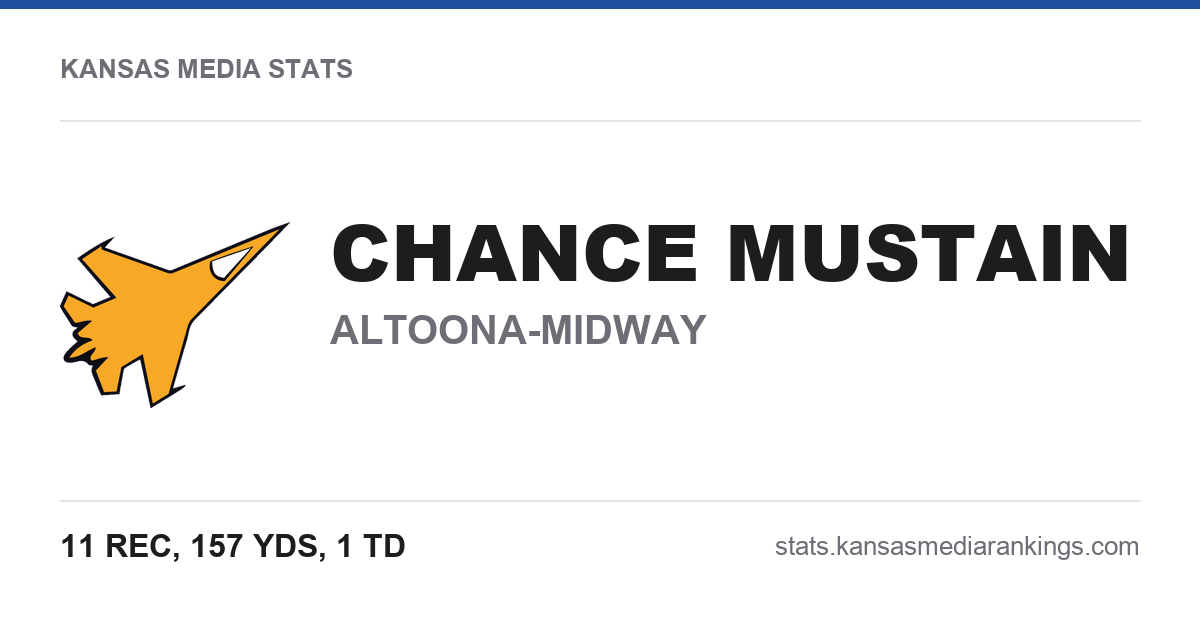 KANSAS MEDIA STATS
CHANCE MUSTAIN
ALTOONA-MIDWAY
11 REC, 157 YDS, 1 TD
stats.kansasmediarankings.com